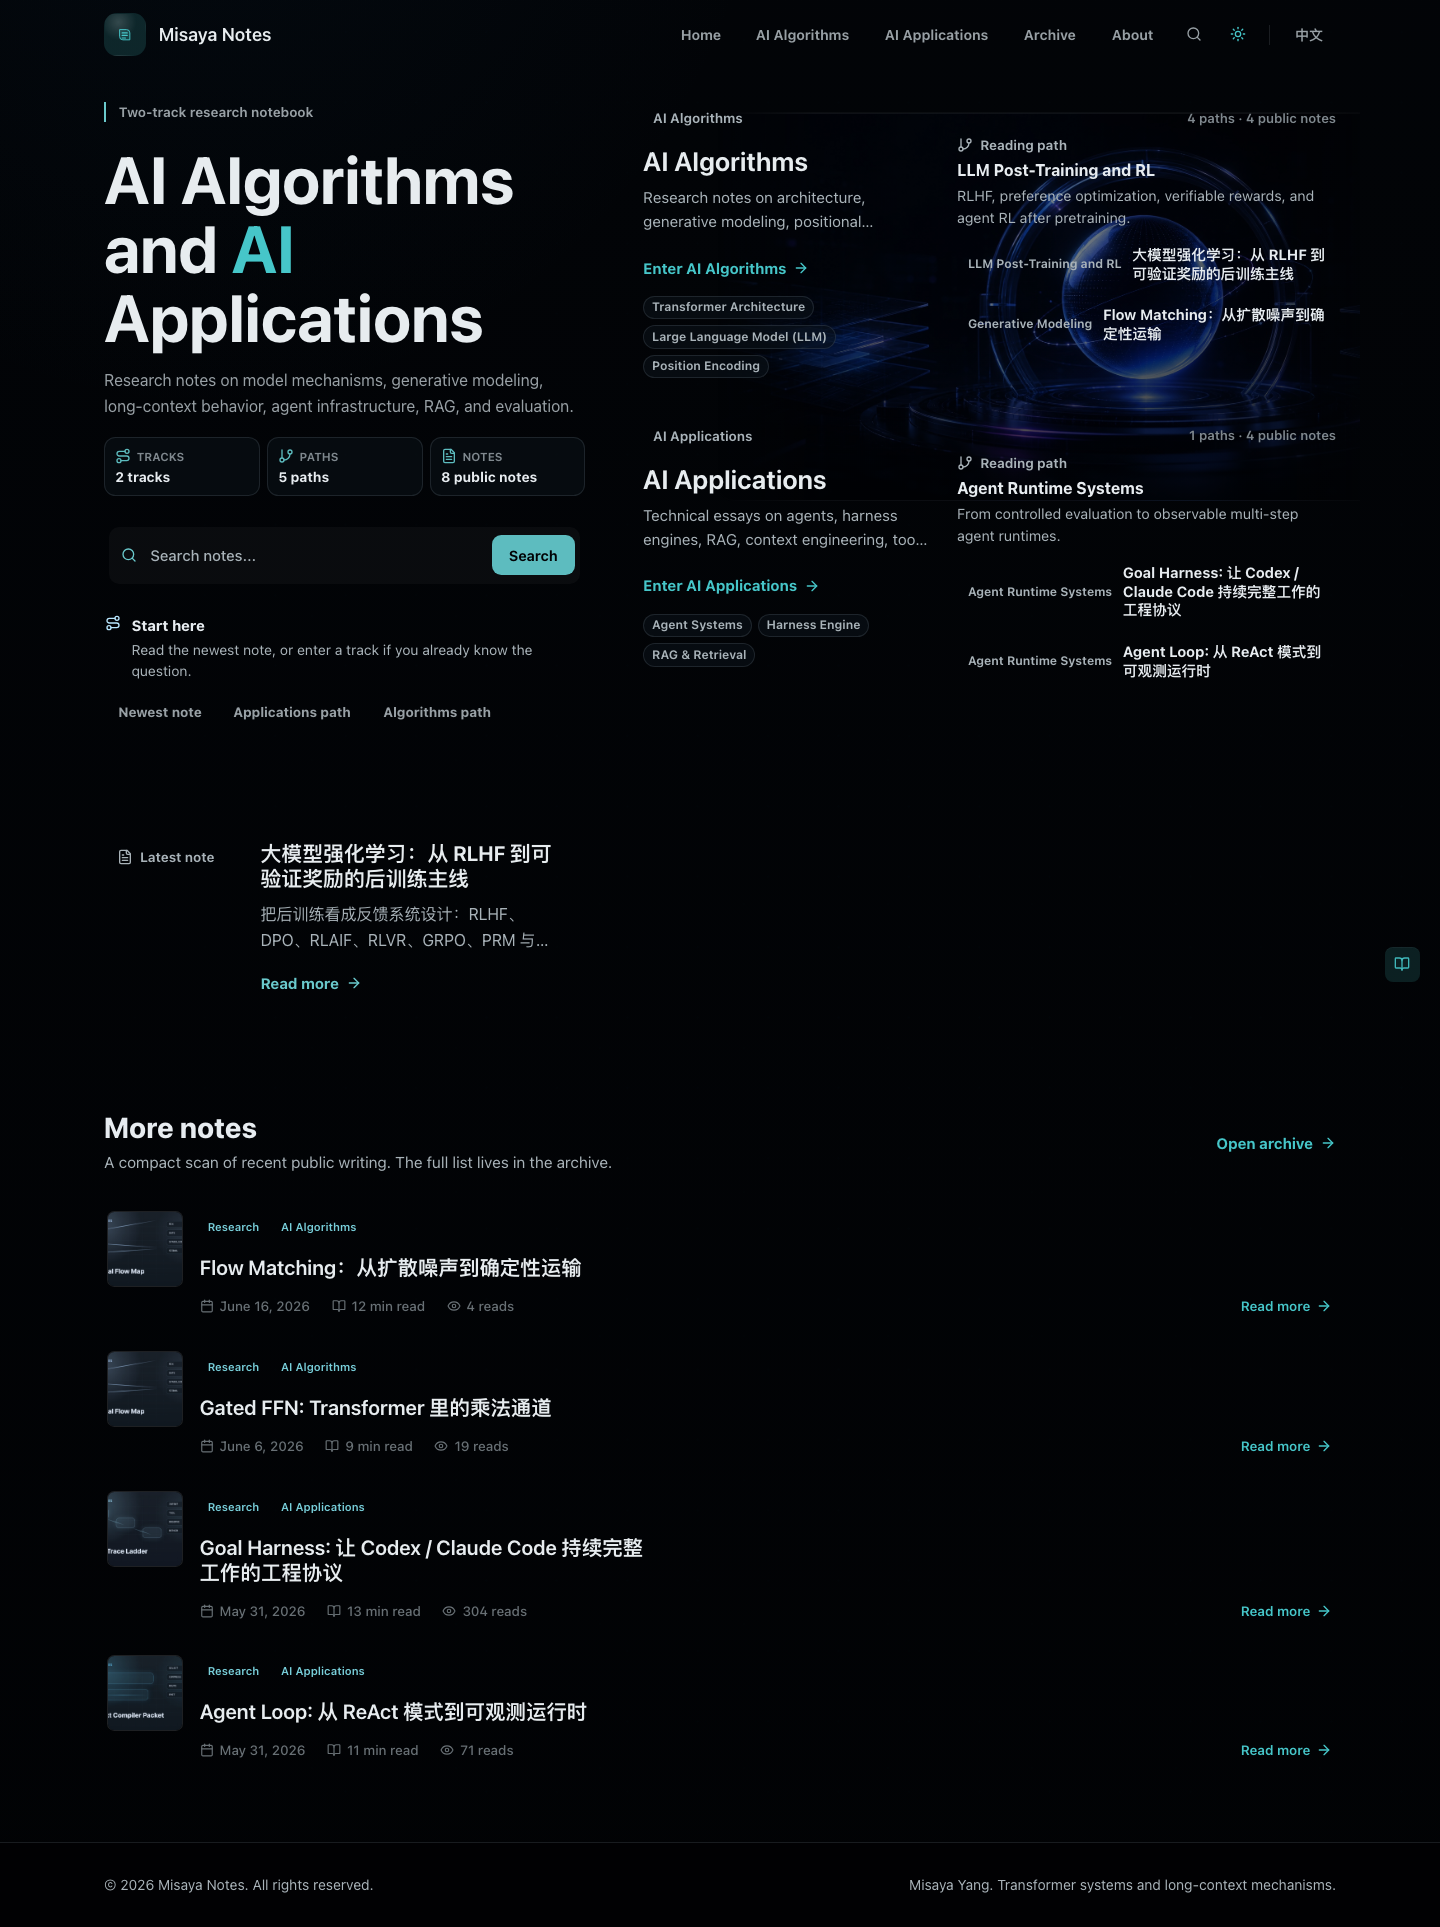 Misaya Notes
Home
AI Algorithms
AI Applications
Archive
About
中文
Two-track research notebook
AI Algorithms
and AI
Applications
Research notes on model mechanisms, generative modeling,
long-context behavior, agent infrastructure, RAG, and evaluation.
TRACKS
2 tracks
PATHS
5 paths
NOTES
8 public notes
Search notes...
Search
Start here
Read the newest note, or enter a track if you already know the
question.
Newest note
Applications path
Algorithms path
AI Algorithms
4 paths · 4 public notes
AI Algorithms
Research notes on architecture,
generative modeling, positional...
Enter AI Algorithms
Transformer Architecture
Large Language Model (LLM)
Position Encoding
Reading path
LLM Post-Training and RL
RLHF, preference optimization, verifiable rewards, and
agent RL after pretraining.
LLM Post-Training and RL
大模型强化学习：从 RLHF 到
可验证奖励的后训练主线
Generative Modeling
Flow Matching：从扩散噪声到确
定性运输
AI Applications
1 paths · 4 public notes
AI Applications
Technical essays on agents, harness
engines, RAG, context engineering, too...
Enter AI Applications
Agent Systems
Harness Engine
RAG & Retrieval
Reading path
Agent Runtime Systems
From controlled evaluation to observable multi-step
agent runtimes.
Agent Runtime Systems
Goal Harness: 让 Codex /
Claude Code 持续完整工作的
工程协议
Agent Runtime Systems
Agent Loop: 从 ReAct 模式到
可观测运行时
Latest note
大模型强化学习：从 RLHF 到可
验证奖励的后训练主线
把后训练看成反馈系统设计：RLHF、
DPO、RLAIF、RLVR、GRPO、PRM 与...
Read more
More notes
A compact scan of recent public writing. The full list lives in the archive.
Open archive
al Flow Map
Research
AI Algorithms
Flow Matching：从扩散噪声到确定性运输
June 16, 2026
12 min read
4 reads
Read more
al Flow Map
Research
AI Algorithms
Gated FFN: Transformer 里的乘法通道
June 6, 2026
9 min read
19 reads
Read more
Trace Ladder
Research
AI Applications
Goal Harness: 让 Codex / Claude Code 持续完整
工作的工程协议
May 31, 2026
13 min read
304 reads
Read more
t Compiler Packet
Research
AI Applications
Agent Loop: 从 ReAct 模式到可观测运行时
May 31, 2026
11 min read
71 reads
Read more
© 2026 Misaya Notes. All rights reserved.
Misaya Yang. Transformer systems and long-context mechanisms.